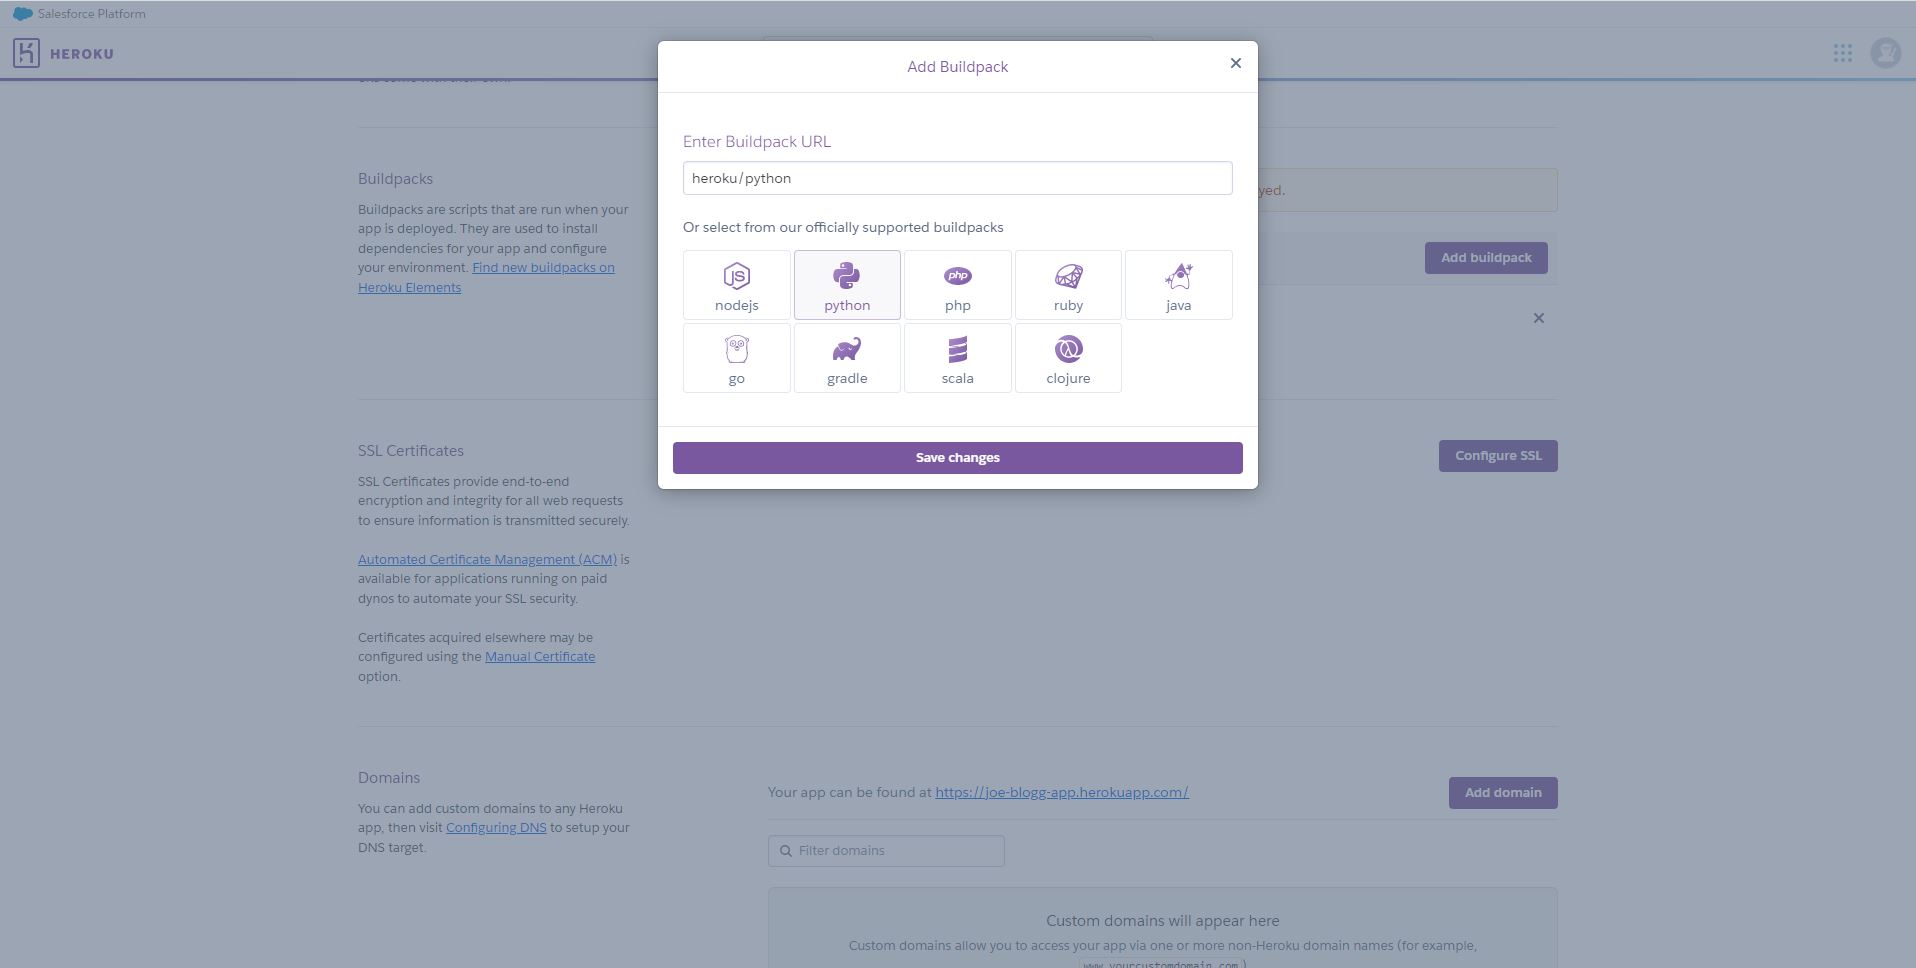 Salesforce Platform
HEROKU
Add Buildpack
Enter Buildpack URL
heroku/python
Or select from our officially supported buildpacks
nodejs
python
php
ruby
java
go
gradle
scala
clojure
Save changes
Buildpacks
Buildpacks are scripts that are run when your
app is deployed. They are used to install
dependencies for your app and configure
your environment. Find new buildpacks on
Heroku Elements
yed.
Add buildpack
SSL Certificates
SSL Certificates provide end-to-end
encryption and integrity for all web requests
to ensure information is transmitted securely.
Automated Certificate Management (ACM) is
available for applications running on paid
dynos to automate your SSL security.
Certificates acquired elsewhere may be
configured using the Manual Certificate
option.
Configure SSL
Domains
You can add custom domains to any Heroku
app, then visit Configuring DNS to setup your
DNS target.
Your app can be found at https://joe-blogg-app.herokuapp.com/
Add domain
Filter domains
Custom domains will appear here
Custom domains allow you to access your app via one or more non-Heroku domain names (for example,
www.yourcustomdomain.com)